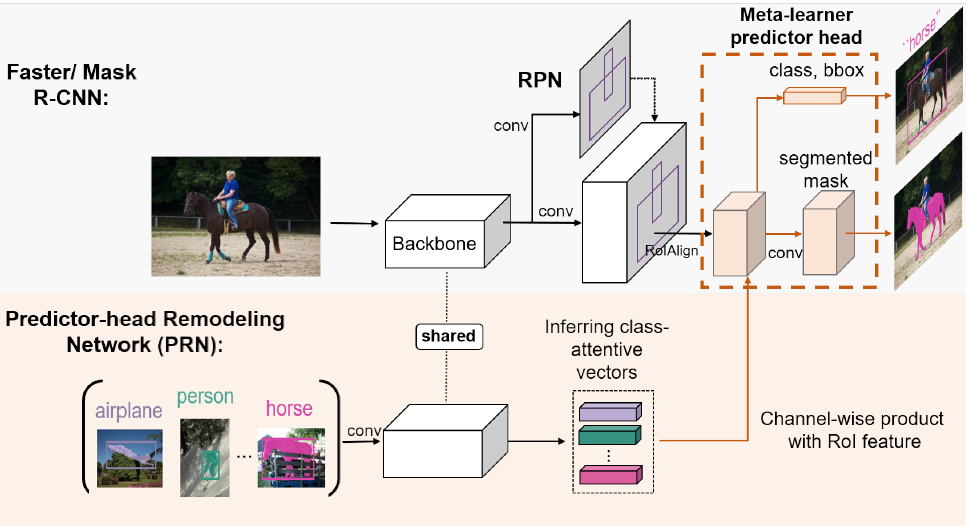 Meta-learner
predictor head
Faster/ Mask
R-CNN:
RPN
class, bbox
"horse"
conv
segmented
mask
conv
Backbone
RoIAlign
conv
Predictor-head Remodeling
Network (PRN):
shared
Inferring class-
attentive
vectors
airplane
person
horse
...
conv
Channel-wise product
with RoI feature